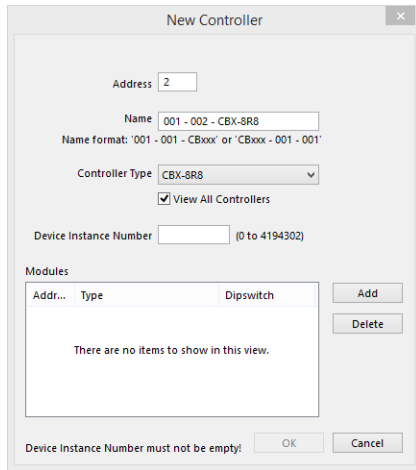 New Controller
Address 2
Name 001 - 002 - CBX-8R8
Name format: '001 - 001 - CBxxx' or 'CBxxx - 001 - 001'
Controller Type CBX-8R8
View All Controllers
Device Instance Number (0 to 4194302)
Modules
Addr... Type Dipswitch Add
Delete
There are no items to show in this view.
Device Instance Number must not be empty! OK Cancel